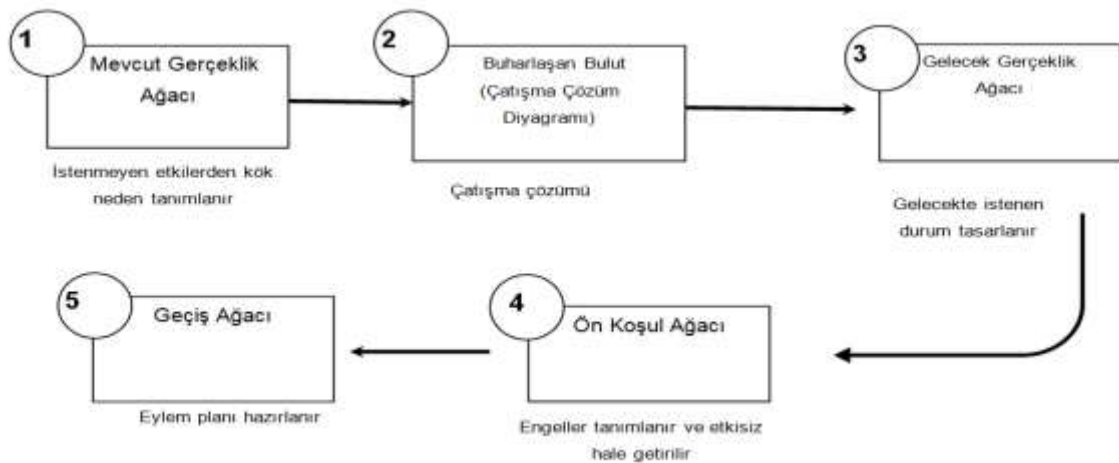 1
Mevcut Gerçeklik
Ağacı
İstenmeyen etkilerden kök
neden tanımlanır
2
Buharlaşan Bulut
(Çatışma Çözüm
Diyagramı)
Çatışma çözümü
3
Gelecek Gerçeklik
Ağacı
Gelecekte istenen
durum tasarlanır
4
Ön Koşul Ağacı
Engeller tanımlanır ve etkisiz
hale getirilir
5
Geçiş Ağacı
Eylem planı hazırlanır